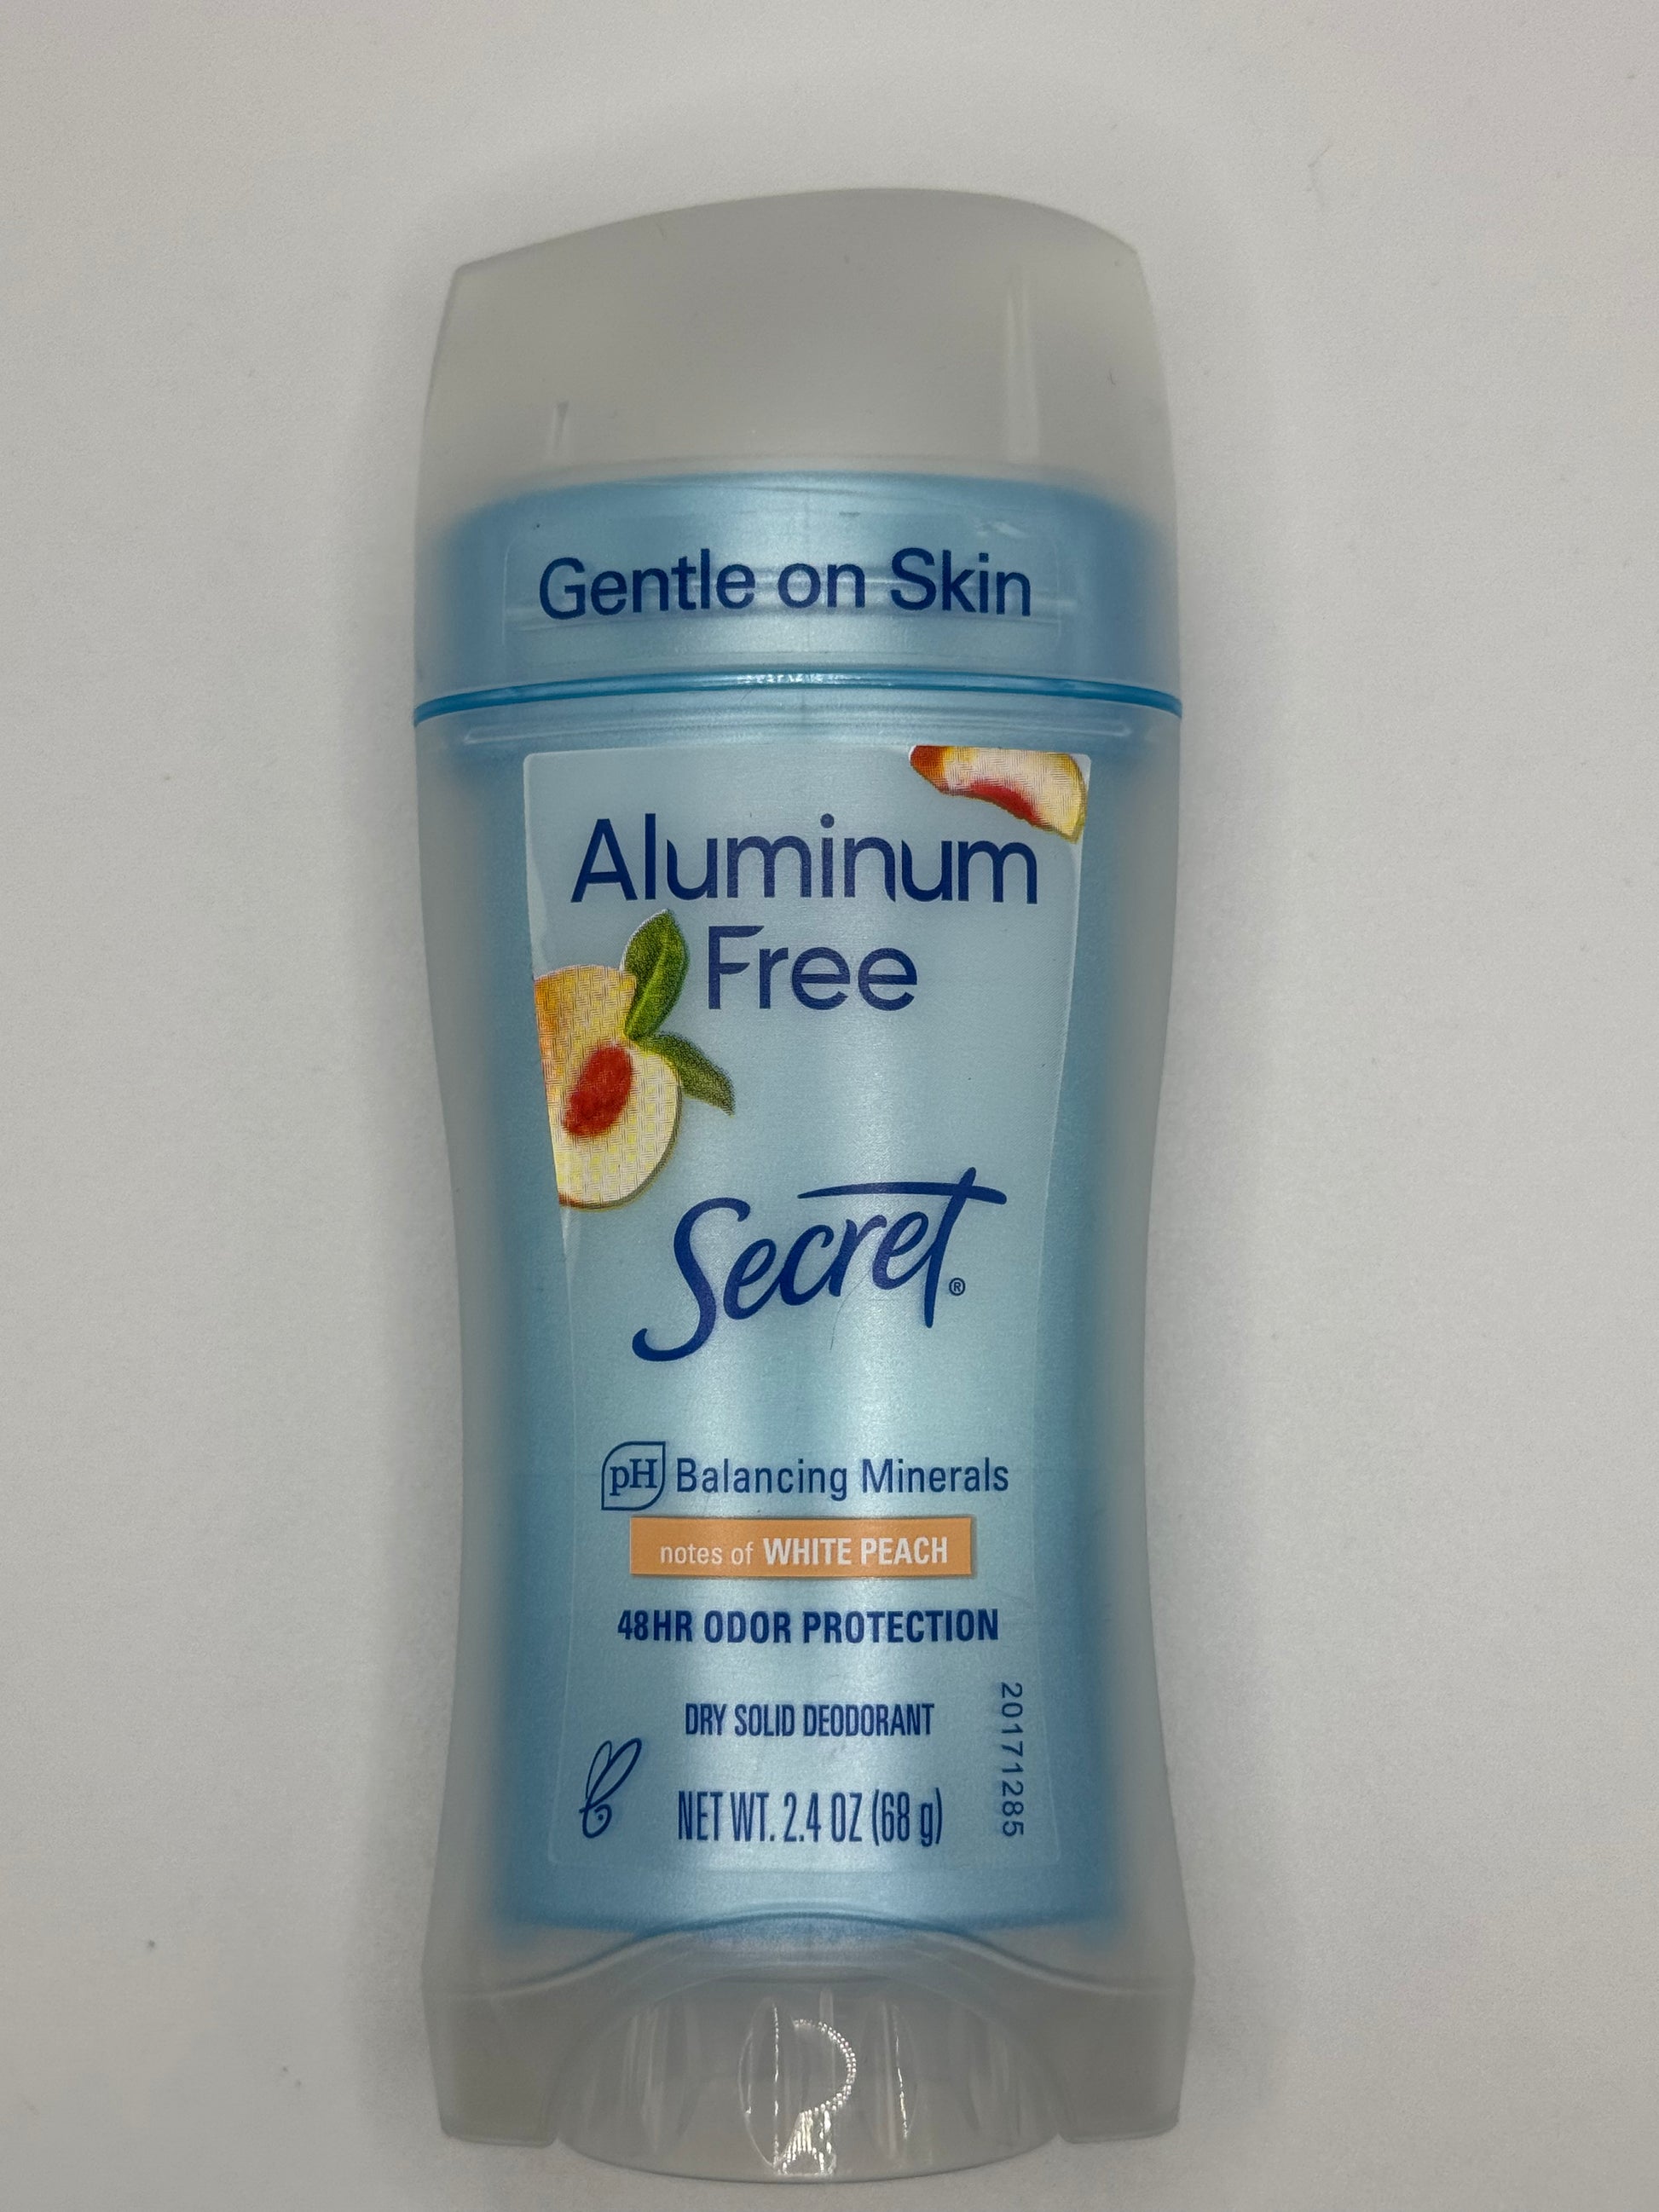 Gentle on Skin
Aluminum
Free
Secret®
pH Balancing Minerals
notes of WHITE PEACH
48HR ODOR PROTECTION
DRY SOLID DEODORANT
NET WT. 2.4 OZ (68 g)
20171285